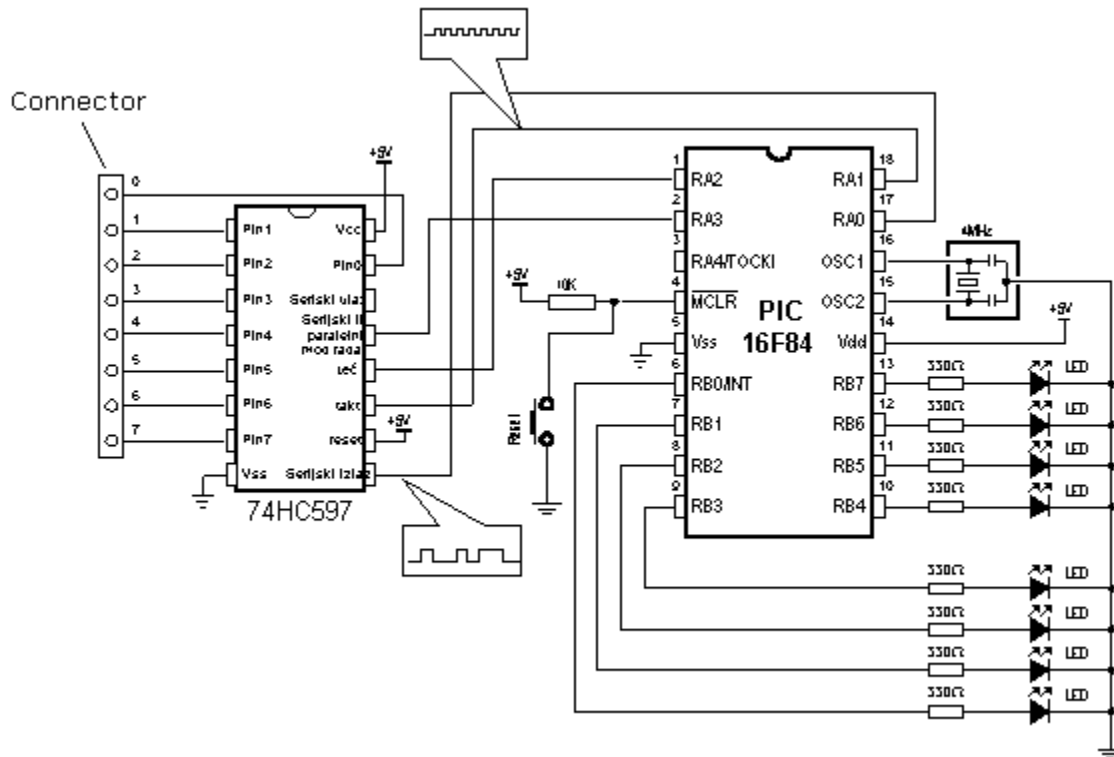 Connector
0
1
2
3
4
5
6
7
+5V
Pin1
Pin2
Pin3
Pin4
Pin5
Pin6
Pin7
Vss
Vcc
Pin0
Serijski ulaz
Serijski ili
paralelni
mod rada
takt
reset
Serijski izlaz
+5V
74HC597
+5V
10K
Reset
1
2
3
4
5
6
7
8
9
RA2
RA3
RA4/TOCKI
MCLR
Vss
RB0/INT
RB1
RB2
RB3
PIC
16F84
RA1
RA0
OSC1
OSC2
Vdd
RB7
RB6
RB5
RB4
18
17
16
15
14
13
12
11
10
4MHz
+5V
330Ω
LED
330Ω
LED
330Ω
LED
330Ω
LED
330Ω
LED
330Ω
LED
330Ω
LED
330Ω
LED